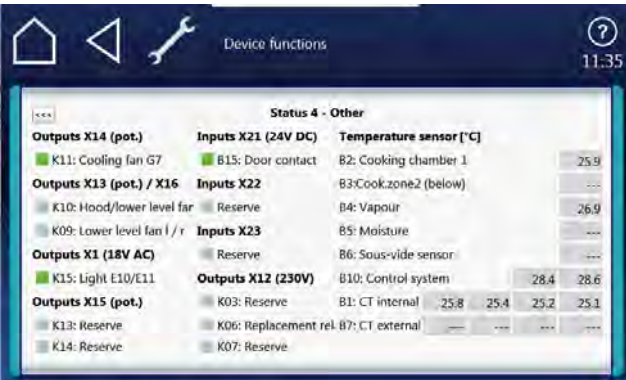 Device functions
?
11:35
<<<
Status 4 - Other
Outputs X14 (pot.) Inputs X21 (24V DC) Temperature sensor [°C]
K11: Cooling fan G7 B15: Door contact B2: Cooking chamber 1 25.9
Outputs X13 (pot.) / X16 Inputs X22 B3:Cook.zone2 (below) ---
K10: Hood/lower level far Reserve B4: Vapour 26.9
K09: Lower level fan l / r Inputs X23 B5: Moisture ---
Outputs X1 (18V AC) Reserve B6: Sous-vide sensor ---
K15: Light E10/E11 Outputs X12 (230V) B10: Control system 28.4 28.6
Outputs X15 (pot.) K03: Reserve B1: CT internal 25.8 25.4 25.2 25.1
K13: Reserve K06: Replacement rel B7: CT external --- --- --- ---
K14: Reserve K07: Reserve